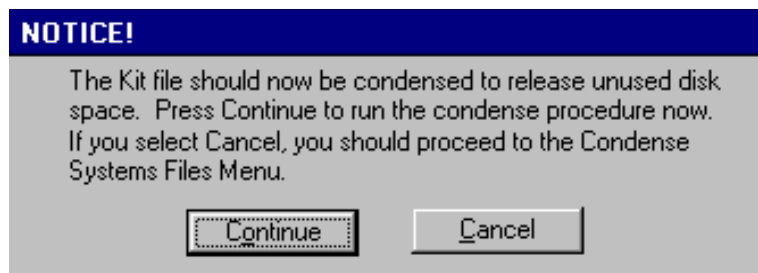 NOTICE!
The Kit file should now be condensed to release unused disk
space.  Press Continue to run the condense procedure now.
If you select Cancel, you should proceed to the Condense
Systems Files Menu.
Continue
Cancel